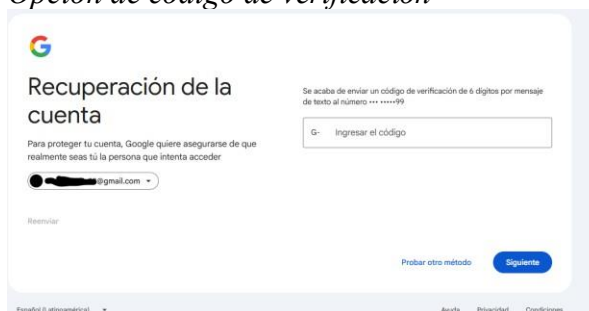 Opción de código de verificación
Recuperación de la
cuenta
Para proteger tu cuenta, Google quiere asegurarse de que
realmente seas tú la persona que intenta acceder
@gmail.com
Reenviar
Se acaba de enviar un código de verificación de 6 dígitos por mensaje
de texto al número ••• •••••99
G- Ingresar el código
Probar otro método Siguiente
Español (Latinoamérica) Ayuda Privacidad Condiciones